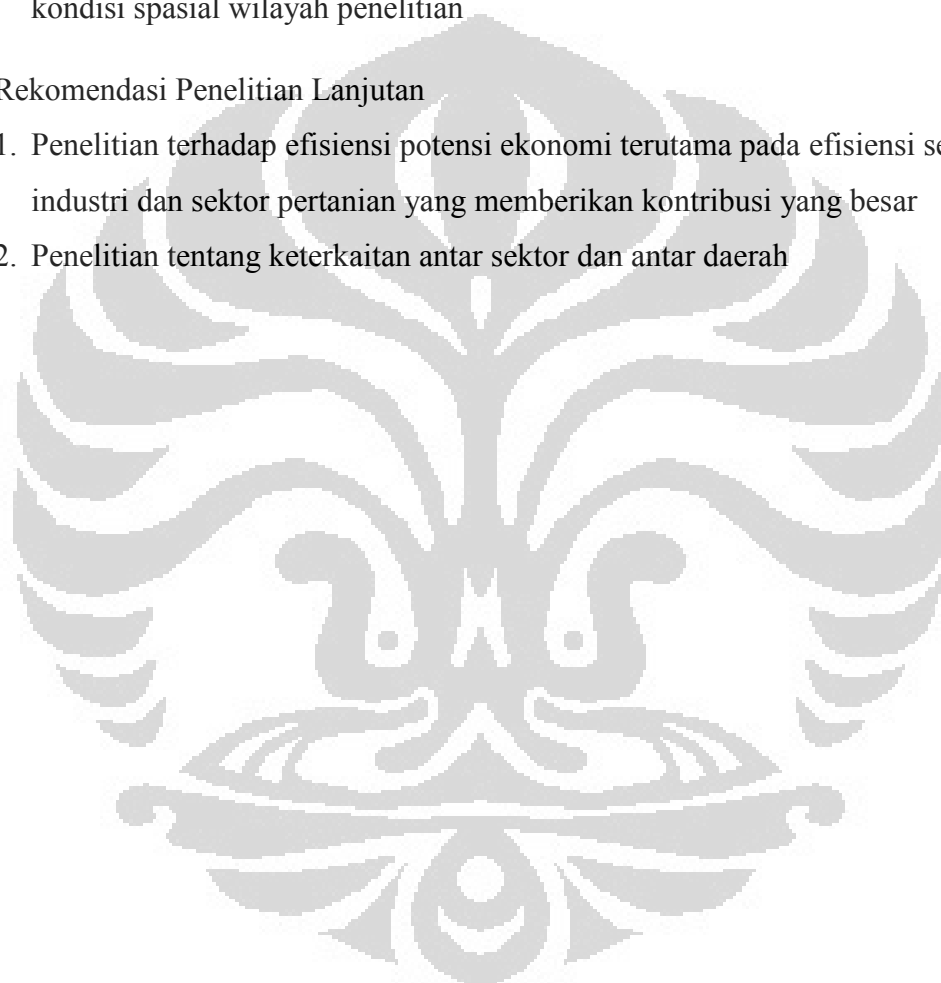 kondisi spasial wilayah penelitian
Rekomendasi Penelitian Lanjutan
1. Penelitian terhadap efisiensi potensi ekonomi terutama pada efisiensi se
industri dan sektor pertanian yang memberikan kontribusi yang besar
2. Penelitian tentang keterkaitan antar sektor dan antar daerah